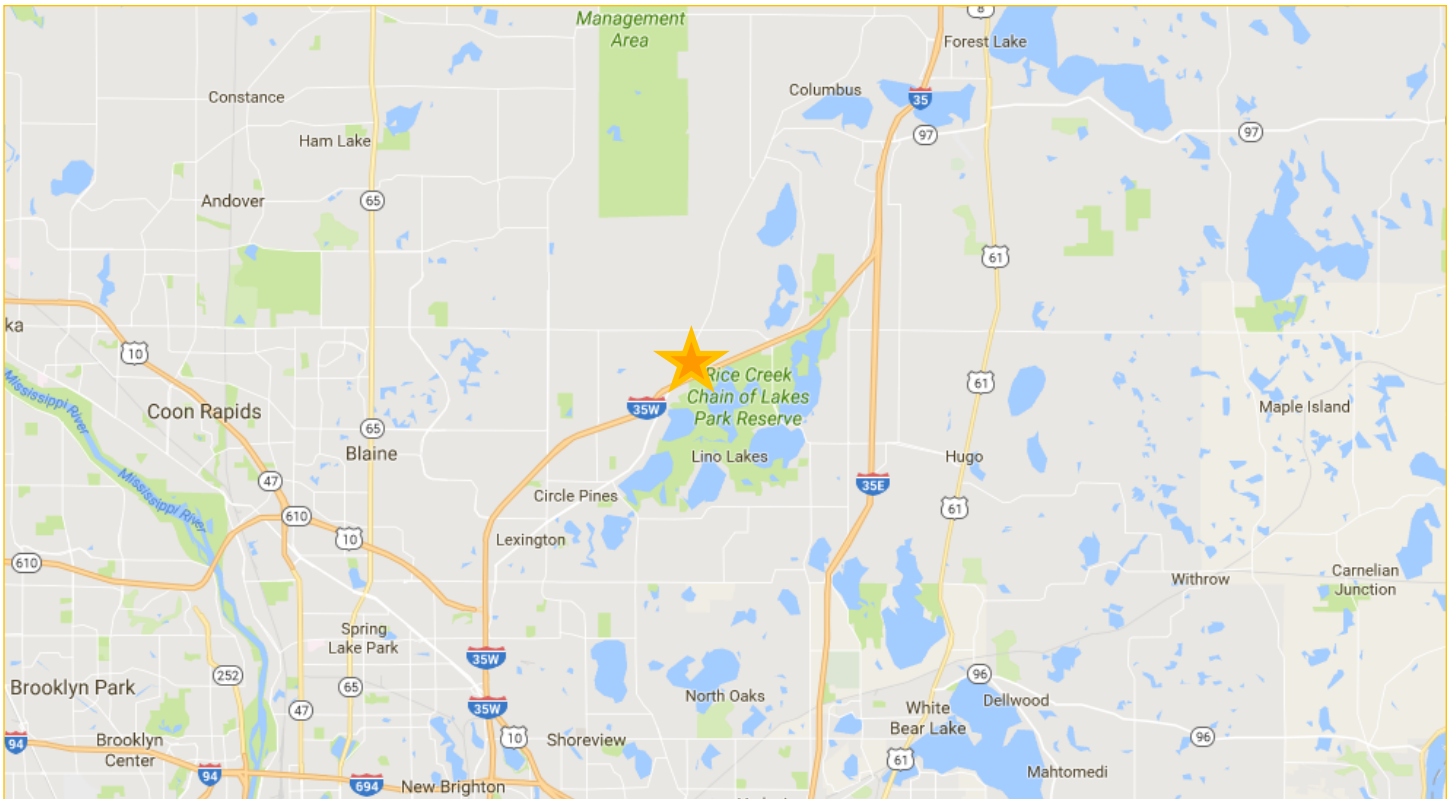 Management
Area
8
Forest Lake
Constance
Columbus
35
97
97
Ham Lake
Andover
65
61
ka
10
Rice Creek
Chain of Lakes
Park Reserve
61
Mississippi River
Coon Rapids
35W
Maple Island
65
Blaine
Lino Lakes
Hugo
47
35E
Circle Pines
Mississippi River
610
61
10
Lexington
610
Withrow
Carnelian
Junction
Spring
Lake Park
35W
252
96
Brooklyn Park
65
North Oaks
Dellwood
47
35W
White
Bear Lake
10
Shoreview
96
94
Brooklyn
Center
61
94
694
New Brighton
Mahtomedi